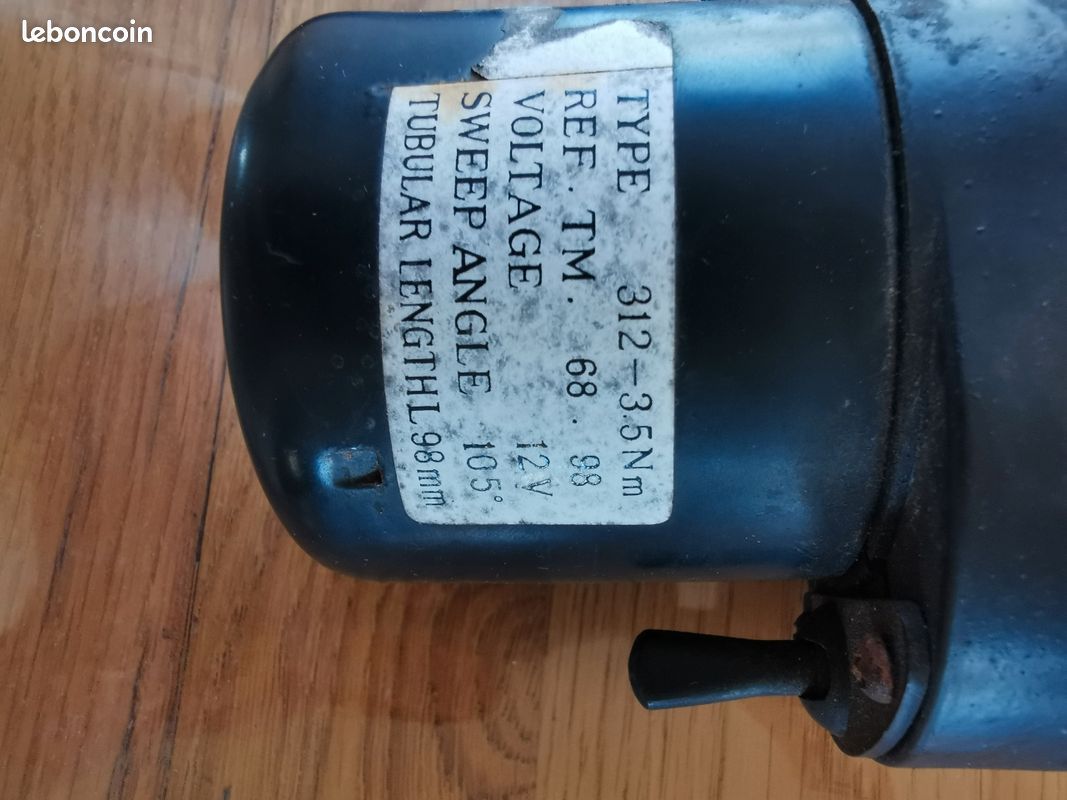 leboncoin
TYPE 312-3.5Nm
REF. TM. 68. 98
VOLTAGE 12V
SWEEP ANGLE 105°
TUBULAR LENGTHL 98mm